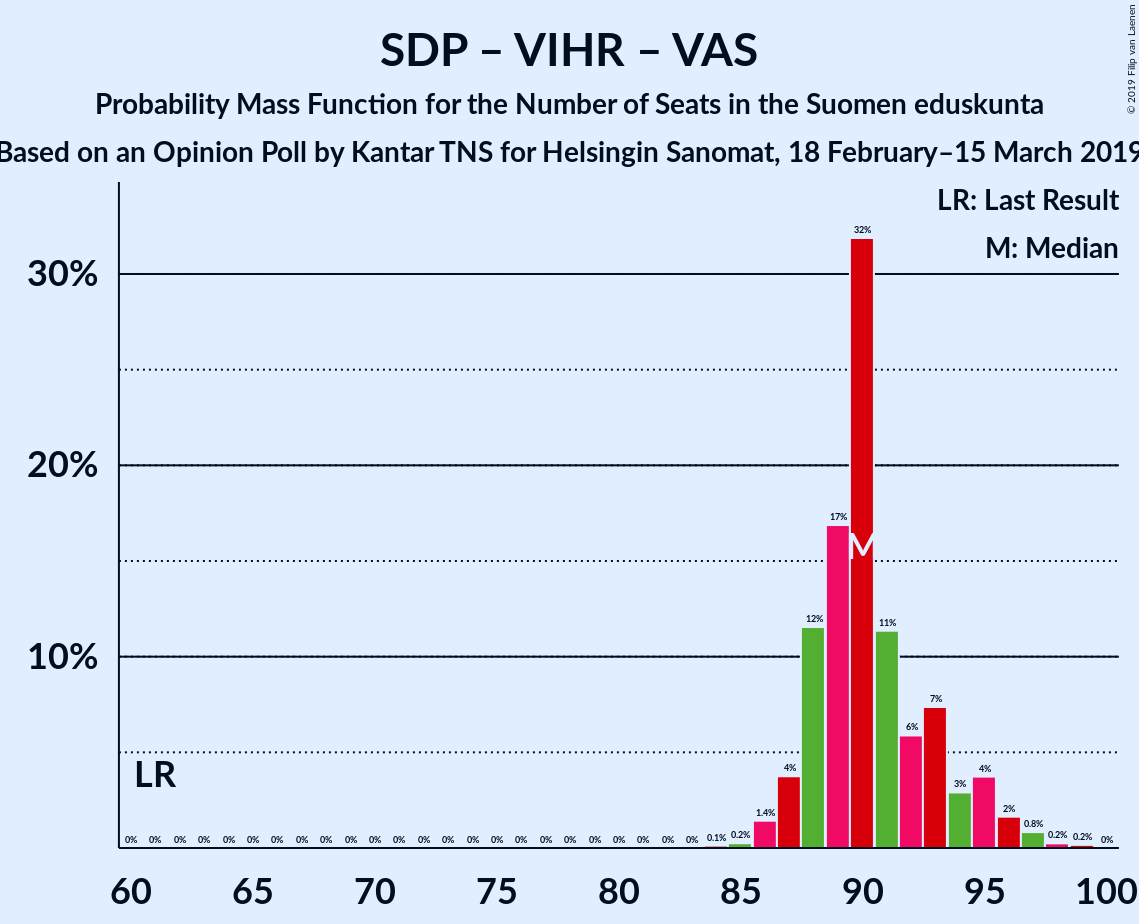 SDP – VIHR – VAS
Probability Mass Function for the Number of Seats in the Suomen eduskunta
Based on an Opinion Poll by Kantar TNS for Helsingin Sanomat, 18 February–15 March 2019
© 2019 Filip van Laenen
LR: Last Result
M: Median
30%
20%
10%
LR
M
0% 0% 0% 0% 0% 0% 0% 0% 0% 0% 0% 0% 0% 0% 0% 0% 0% 0% 0% 0% 0% 0% 0% 0% 0.1% 0.2% 1.4% 4% 12% 17% 32% 11% 6% 7% 3% 4% 2% 0.8% 0.2% 0.2% 0%
60 65 70 75 80 85 90 95 100